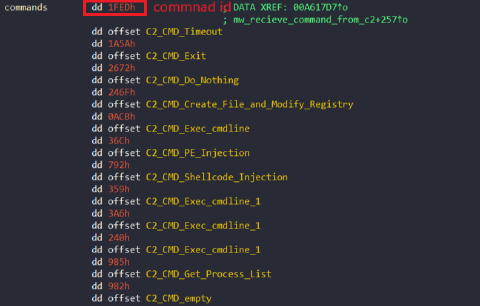 commands dd 1FEDh commnad id ; DATA XREF: 00A617D7↑o
; mw_recieve_command_from_c2+257↑o
dd offset C2_CMD_Timeout
dd 1A5Ah
dd offset C2_CMD_Exit
dd 2672h
dd offset C2_CMD_Do_Nothing
dd 246Fh
dd offset C2_CMD_Create_File_and_Modify_Registry
dd 0ACBh
dd offset C2_CMD_Exec_cmdline
dd 36Ch
dd offset C2_CMD_PE_Injection
dd 792h
dd offset C2_CMD_Shellcode_Injection
dd 359h
dd offset C2_CMD_Exec_cmdline_1
dd 3A6h
dd offset C2_CMD_Exec_cmdline_1
dd 240h
dd offset C2_CMD_Exec_cmdline_1
dd 985h
dd offset C2_CMD_Get_Process_List
dd 982h
dd offset C2_CMD_empty